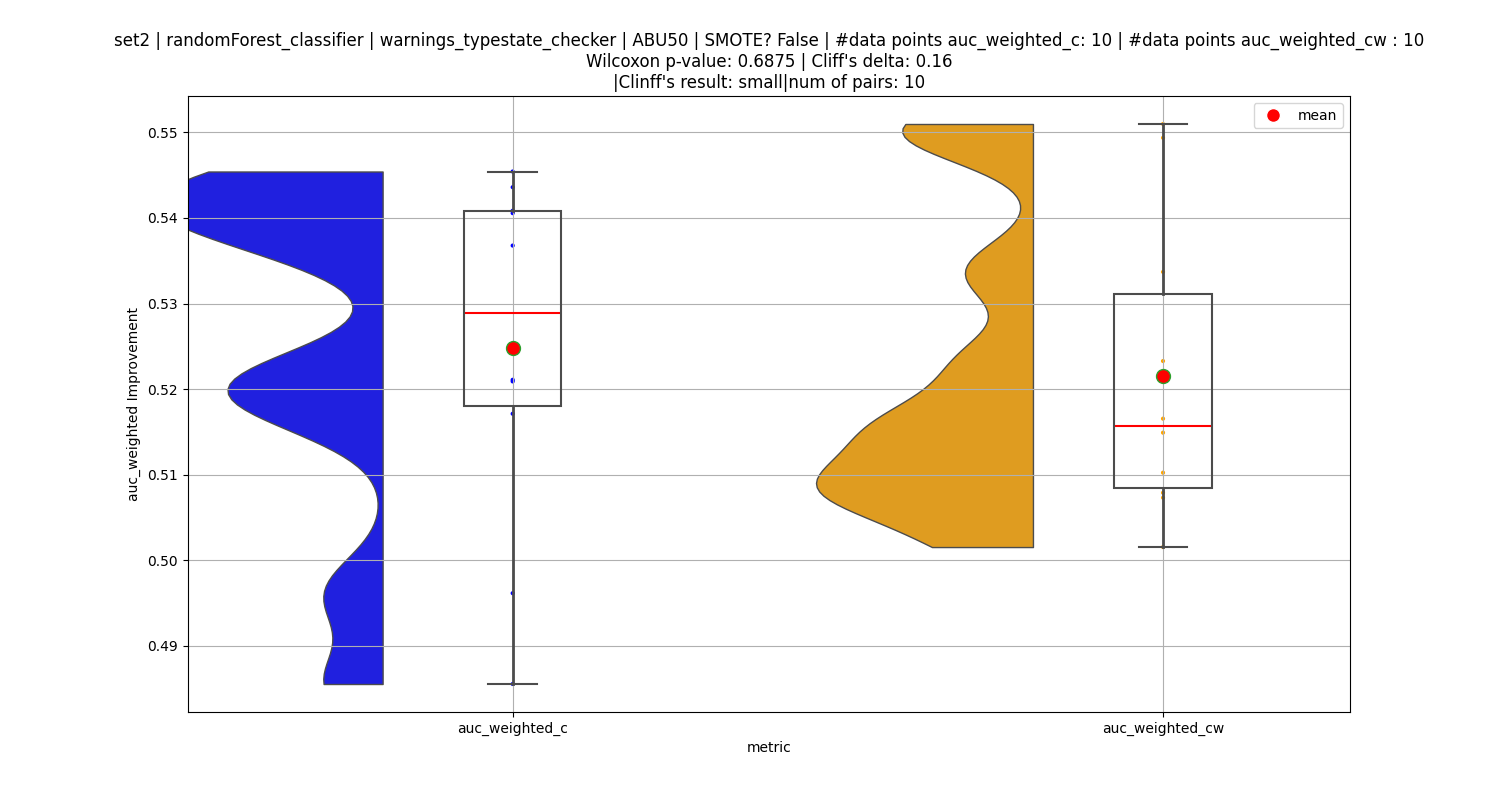 set2 | randomForest_classifier | warnings_typestate_checker | ABU50 | SMOTE? False | #data points auc_weighted_c: 10 | #data points auc_weighted_cw : 10
Wilcoxon p-value: 0.6875 | Cliff's delta: 0.16
|Clinff's result: small|num of pairs: 10
mean
0.55
0.54
0.53
0.52
0.51
0.50
0.49
auc_weighted Improvement
auc_weighted_c
auc_weighted_cw
metric